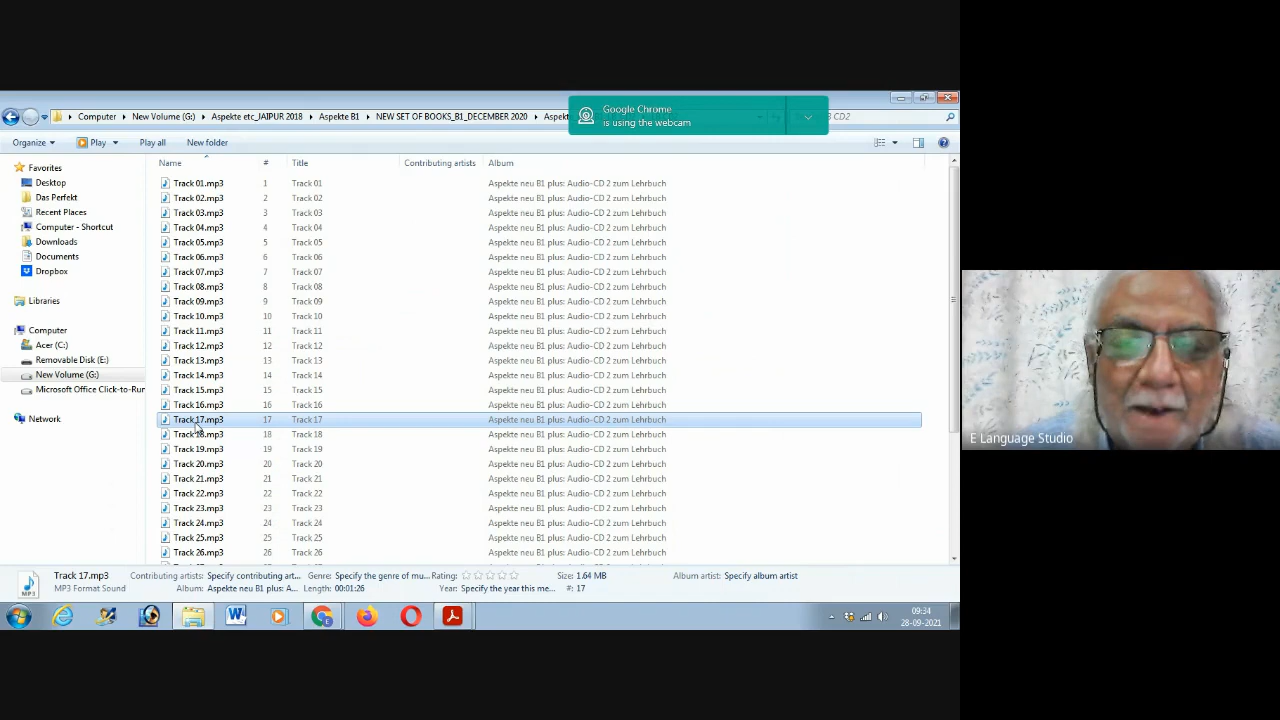 Google Chrome
is using the webcam
Computer New Volume (G:) Aspekte etc_JAIPUR 2018 Aspekte B1 NEW SET OF BOOKS_B1_DECEMBER 2020 Aspekt CD2
Organize Play Play all New folder
Name # Title Contributing artists Album
Favorites
Desktop
Das Perfekt
Recent Places
Computer - Shortcut
Downloads
Documents
Dropbox
Libraries
Computer
Acer (C:)
Removable Disk (E:)
New Volume (G:)
Microsoft Office Click-to-Run
Network
Track 01.mp3 1 Track 01 Aspekte neu B1 plus: Audio-CD 2 zum Lehrbuch
Track 02.mp3 2 Track 02 Aspekte neu B1 plus: Audio-CD 2 zum Lehrbuch
Track 03.mp3 3 Track 03 Aspekte neu B1 plus: Audio-CD 2 zum Lehrbuch
Track 04.mp3 4 Track 04 Aspekte neu B1 plus: Audio-CD 2 zum Lehrbuch
Track 05.mp3 5 Track 05 Aspekte neu B1 plus: Audio-CD 2 zum Lehrbuch
Track 06.mp3 6 Track 06 Aspekte neu B1 plus: Audio-CD 2 zum Lehrbuch
Track 07.mp3 7 Track 07 Aspekte neu B1 plus: Audio-CD 2 zum Lehrbuch
Track 08.mp3 8 Track 08 Aspekte neu B1 plus: Audio-CD 2 zum Lehrbuch
Track 09.mp3 9 Track 09 Aspekte neu B1 plus: Audio-CD 2 zum Lehrbuch
Track 10.mp3 10 Track 10 Aspekte neu B1 plus: Audio-CD 2 zum Lehrbuch
Track 11.mp3 11 Track 11 Aspekte neu B1 plus: Audio-CD 2 zum Lehrbuch
Track 12.mp3 12 Track 12 Aspekte neu B1 plus: Audio-CD 2 zum Lehrbuch
Track 13.mp3 13 Track 13 Aspekte neu B1 plus: Audio-CD 2 zum Lehrbuch
Track 14.mp3 14 Track 14 Aspekte neu B1 plus: Audio-CD 2 zum Lehrbuch
Track 15.mp3 15 Track 15 Aspekte neu B1 plus: Audio-CD 2 zum Lehrbuch
Track 16.mp3 16 Track 16 Aspekte neu B1 plus: Audio-CD 2 zum Lehrbuch
Track 17.mp3 17 Track 17 Aspekte neu B1 plus: Audio-CD 2 zum Lehrbuch
Track 18.mp3 18 Track 18 Aspekte neu B1 plus: Audio-CD 2 zum Lehrbuch
Track 19.mp3 19 Track 19 Aspekte neu B1 plus: Audio-CD 2 zum Lehrbuch
Track 20.mp3 20 Track 20 Aspekte neu B1 plus: Audio-CD 2 zum Lehrbuch
Track 21.mp3 21 Track 21 Aspekte neu B1 plus: Audio-CD 2 zum Lehrbuch
Track 22.mp3 22 Track 22 Aspekte neu B1 plus: Audio-CD 2 zum Lehrbuch
Track 23.mp3 23 Track 23 Aspekte neu B1 plus: Audio-CD 2 zum Lehrbuch
Track 24.mp3 24 Track 24 Aspekte neu B1 plus: Audio-CD 2 zum Lehrbuch
Track 25.mp3 25 Track 25 Aspekte neu B1 plus: Audio-CD 2 zum Lehrbuch
Track 26.mp3 26 Track 26 Aspekte neu B1 plus: Audio-CD 2 zum Lehrbuch
Track 17.mp3 Contributing artists: Specify contributing art... Genre: Specify the genre of mu... Rating: Size: 1.64 MB Album artist: Specify album artist
MP3 Format Sound Album: Aspekte neu B1 plus: A... Length: 00:01:26 Year: Specify the year this me... #: 17
09:34
28-09-2021
E Language Studio